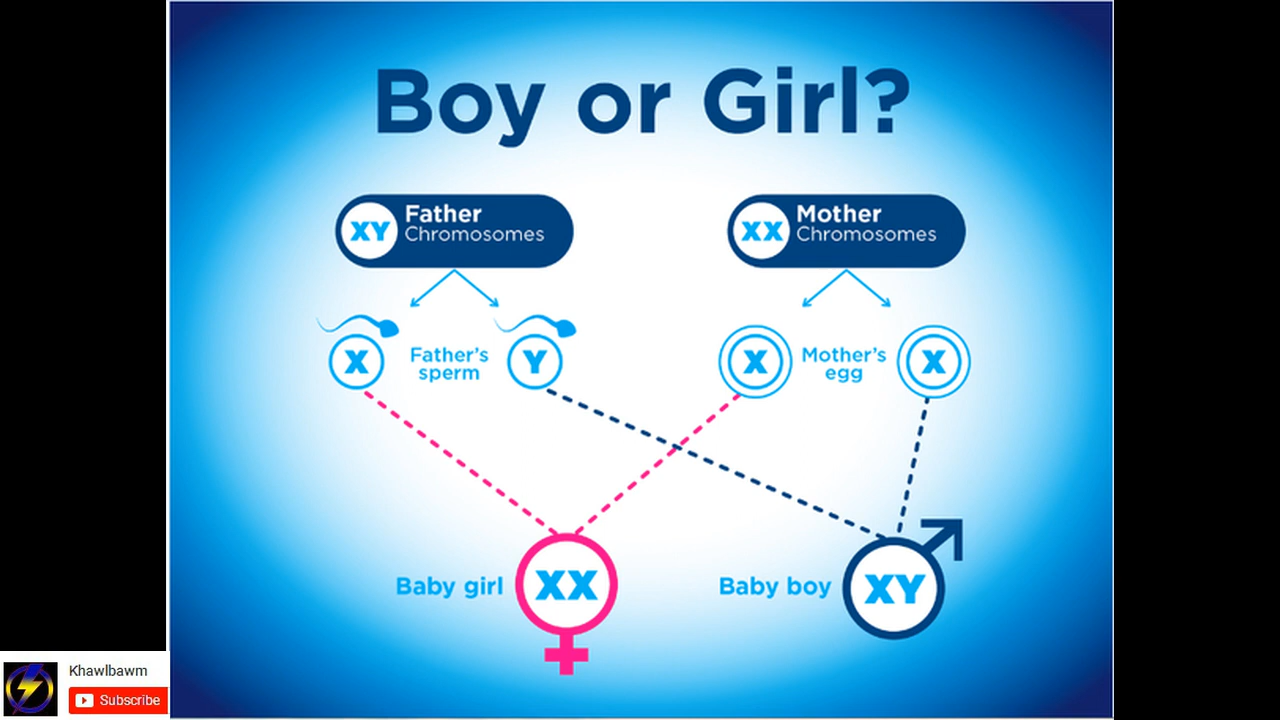 Boy or Girl?
XY
Father
Chromosomes
XX
Mother
Chromosomes
X
Father's
sperm
Y
X
Mother's
egg
X
Baby girl
XX
Baby boy
XY
Khawlbawm
Subscribe